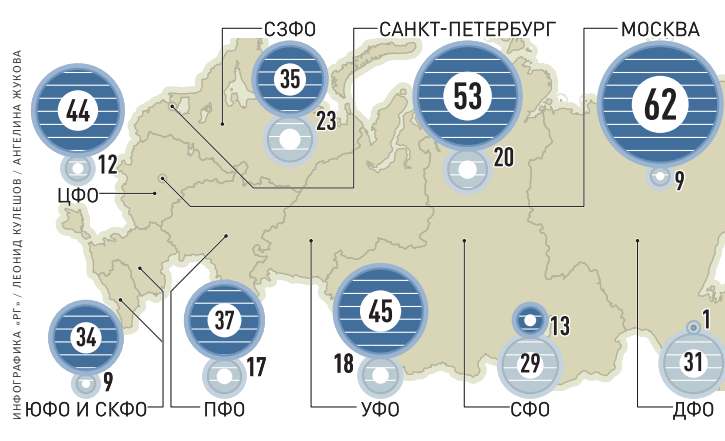 СЗФО
САНКТ-ПЕТЕРБУРГ
МОСКВА
44
12
ЦФО
35
23
53
20
62
9
34
9
ЮФО И СКФО
37
17
ПФО
45
18
УФО
13
29
СФО
1
31
ДФО
ИНФОГРАФИКА «РГ» / ЛЕОНИД КУЛЕШОВ / АНГЕЛИНА ЖУКОВА